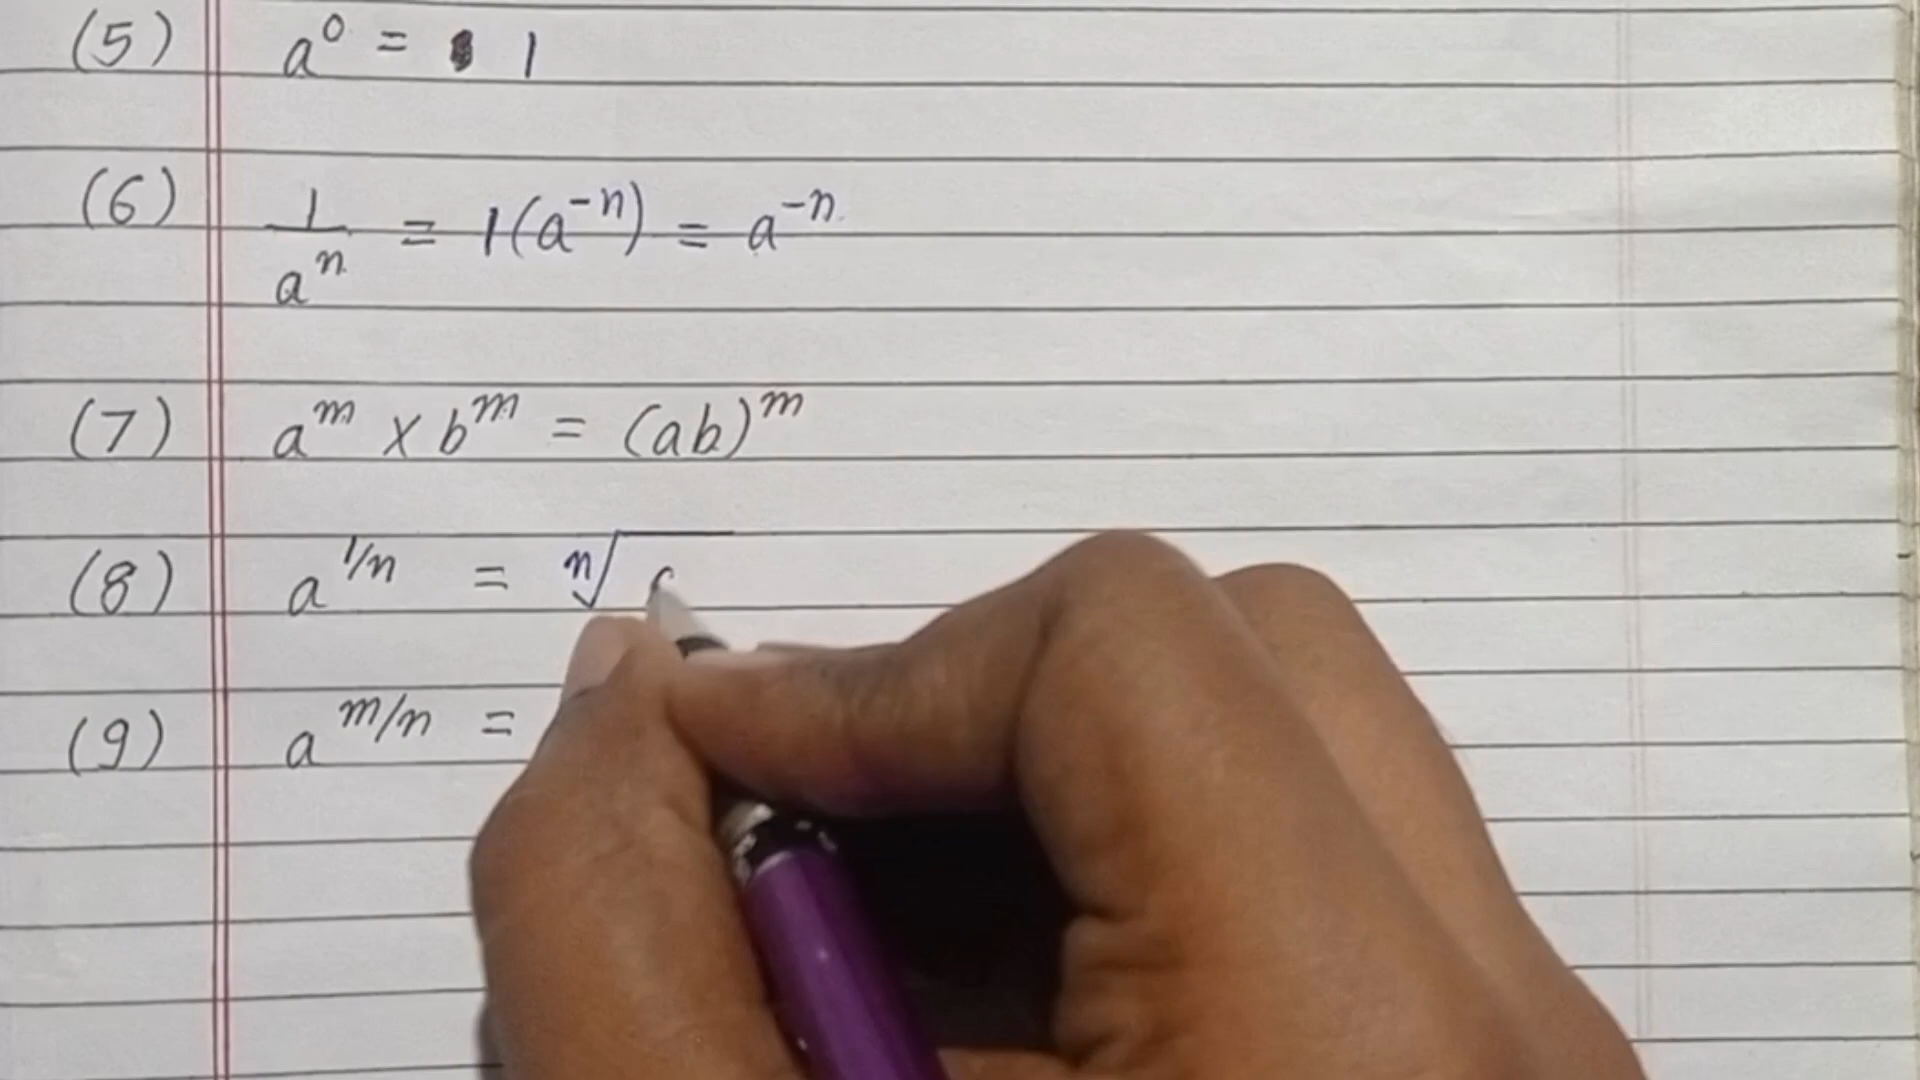 (5) a⁰ = 1
(6) 1/aⁿ = 1(a⁻ⁿ) = a⁻ⁿ
(7) aᵐ × bᵐ = (ab)ᵐ
(8) a^1/n = ⁿ√
(9) a^m/n =